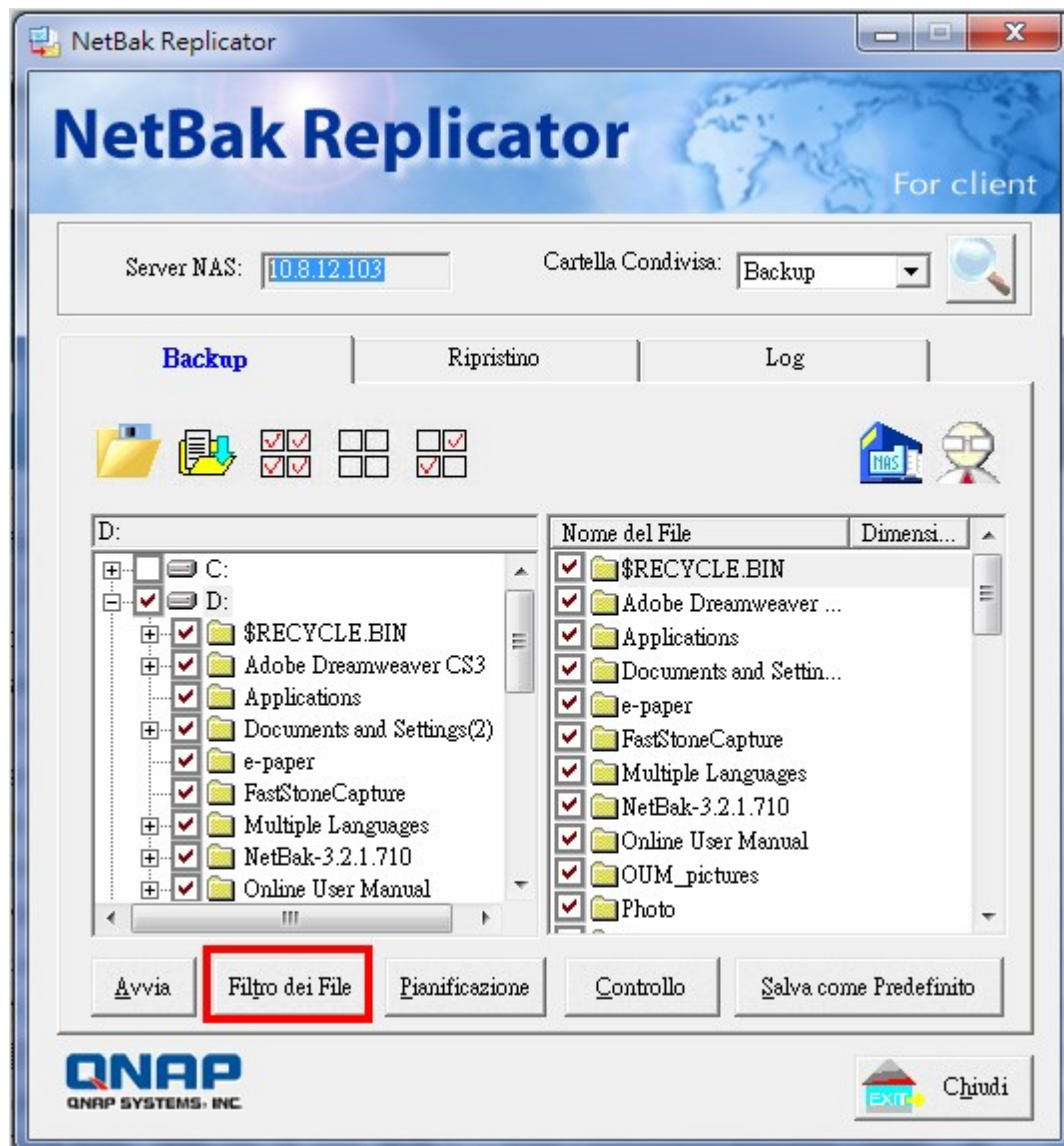 NetBak Replicator
NetBak Replicator
For client
Server NAS: 10.8.12.103 Cartella Condivisa: Backup
Backup Ripristino Log
NAS
D:
C:
D:
$RECYCLE.BIN
Adobe Dreamweaver CS3
Applications
Documents and Settings(2)
e-paper
FastStoneCapture
Multiple Languages
NetBak-3.2.1.710
Online User Manual
Nome del File Dimensi...
$RECYCLE.BIN
Adobe Dreamweaver ...
Applications
Documents and Settin...
e-paper
FastStoneCapture
Multiple Languages
NetBak-3.2.1.710
Online User Manual
OUM_pictures
Photo
Avvia Filtro dei File Pianificazione Controllo Salva come Predefinito
QNAP
QNAP SYSTEMS, INC.
EXIT Chiudi